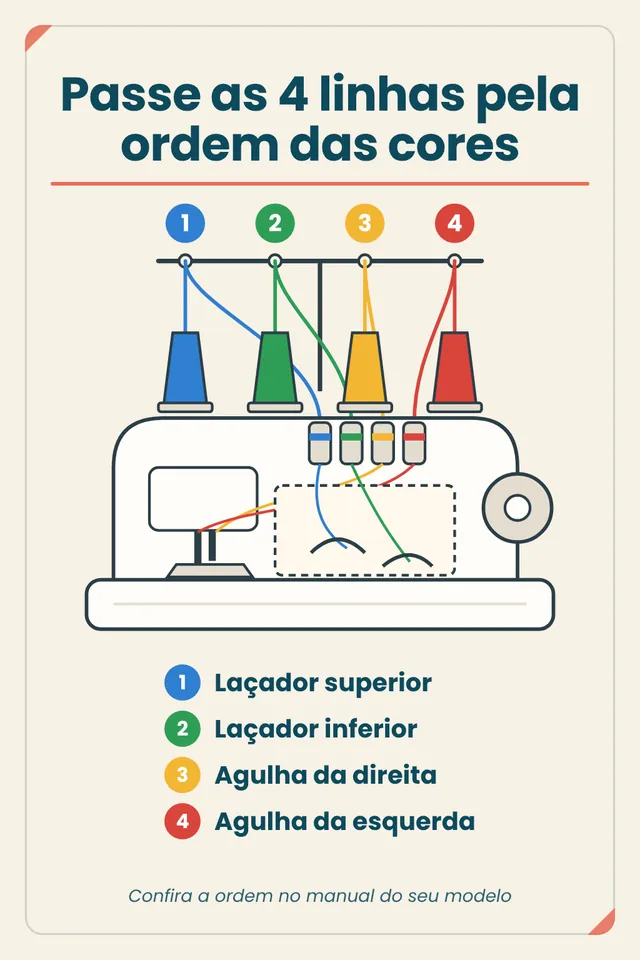 Passe as 4 linhas pela
ordem das cores
1 2 3 4
1 Laçador superior
2 Laçador inferior
3 Agulha da direita
4 Agulha da esquerda
Confira a ordem no manual do seu modelo